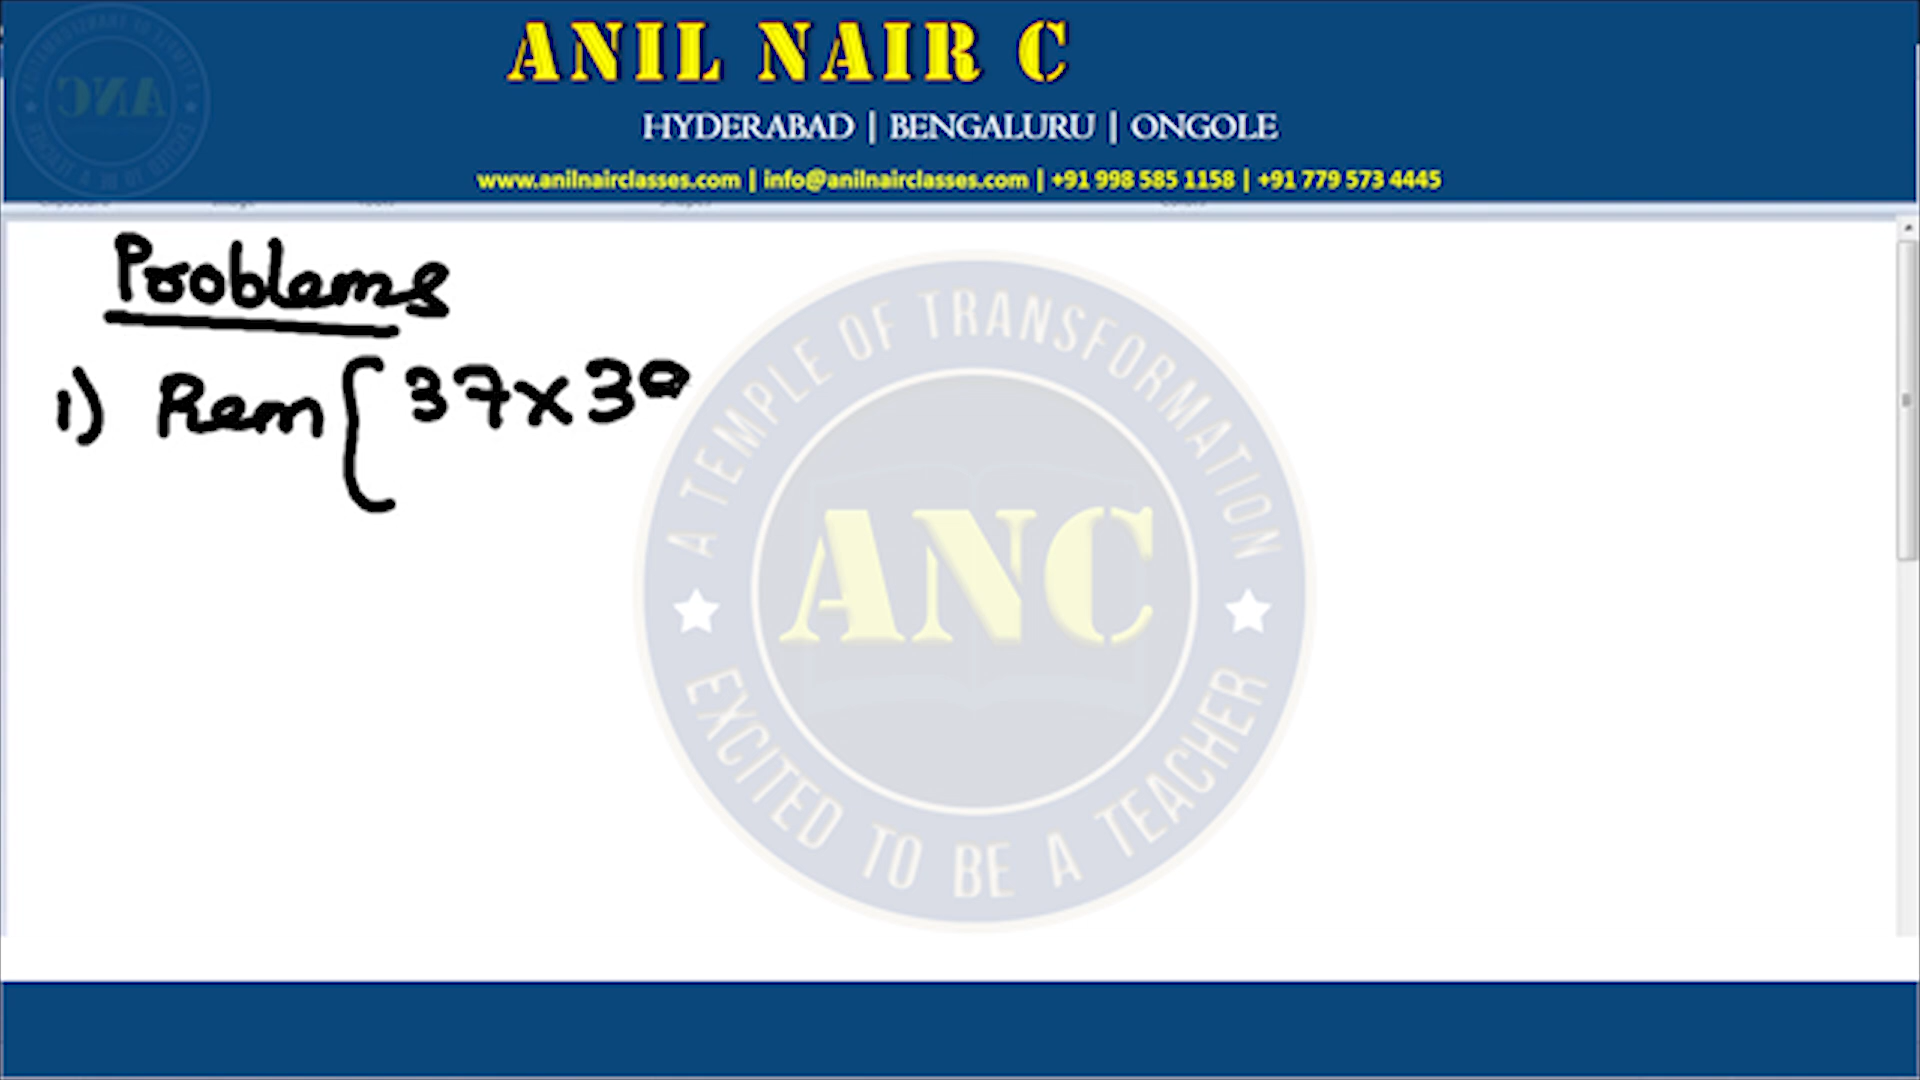 ANIL NAIR C
HYDERABAD | BENGALURU | ONGOLE
www.anilnairclasses.com | info@anilnairclasses.com | +91 998 585 1158 | +91 779 573 4445
Problems
1) Rem [ 37 x 3
A TEMPLE OF TRANSFORMATION
ANC
EXCITED TO BE A TEACHER